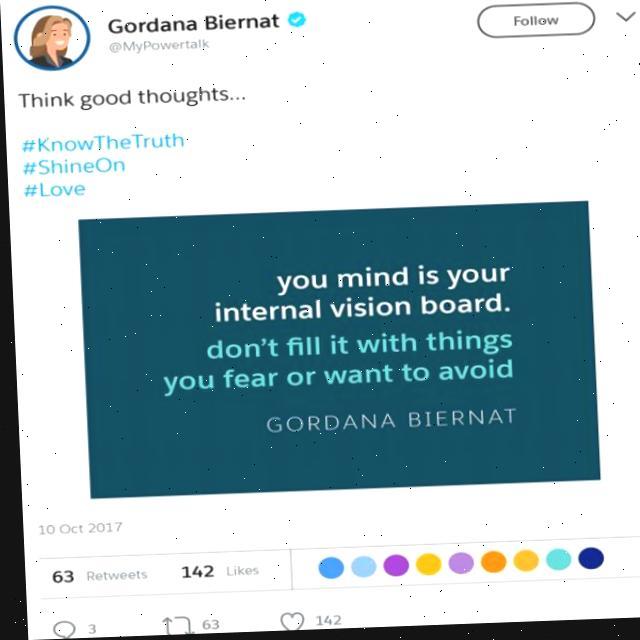 Gordana Biernat
@MyPowertalk
Follow
Think good thoughts...
#KnowTheTruth
#ShineOn
#Love
you mind is your
internal vision board.
don't fill it with things
you fear or want to avoid
GORDANA BIERNAT
10 Oct 2017
63 Retweets 142 Likes
3 63 142